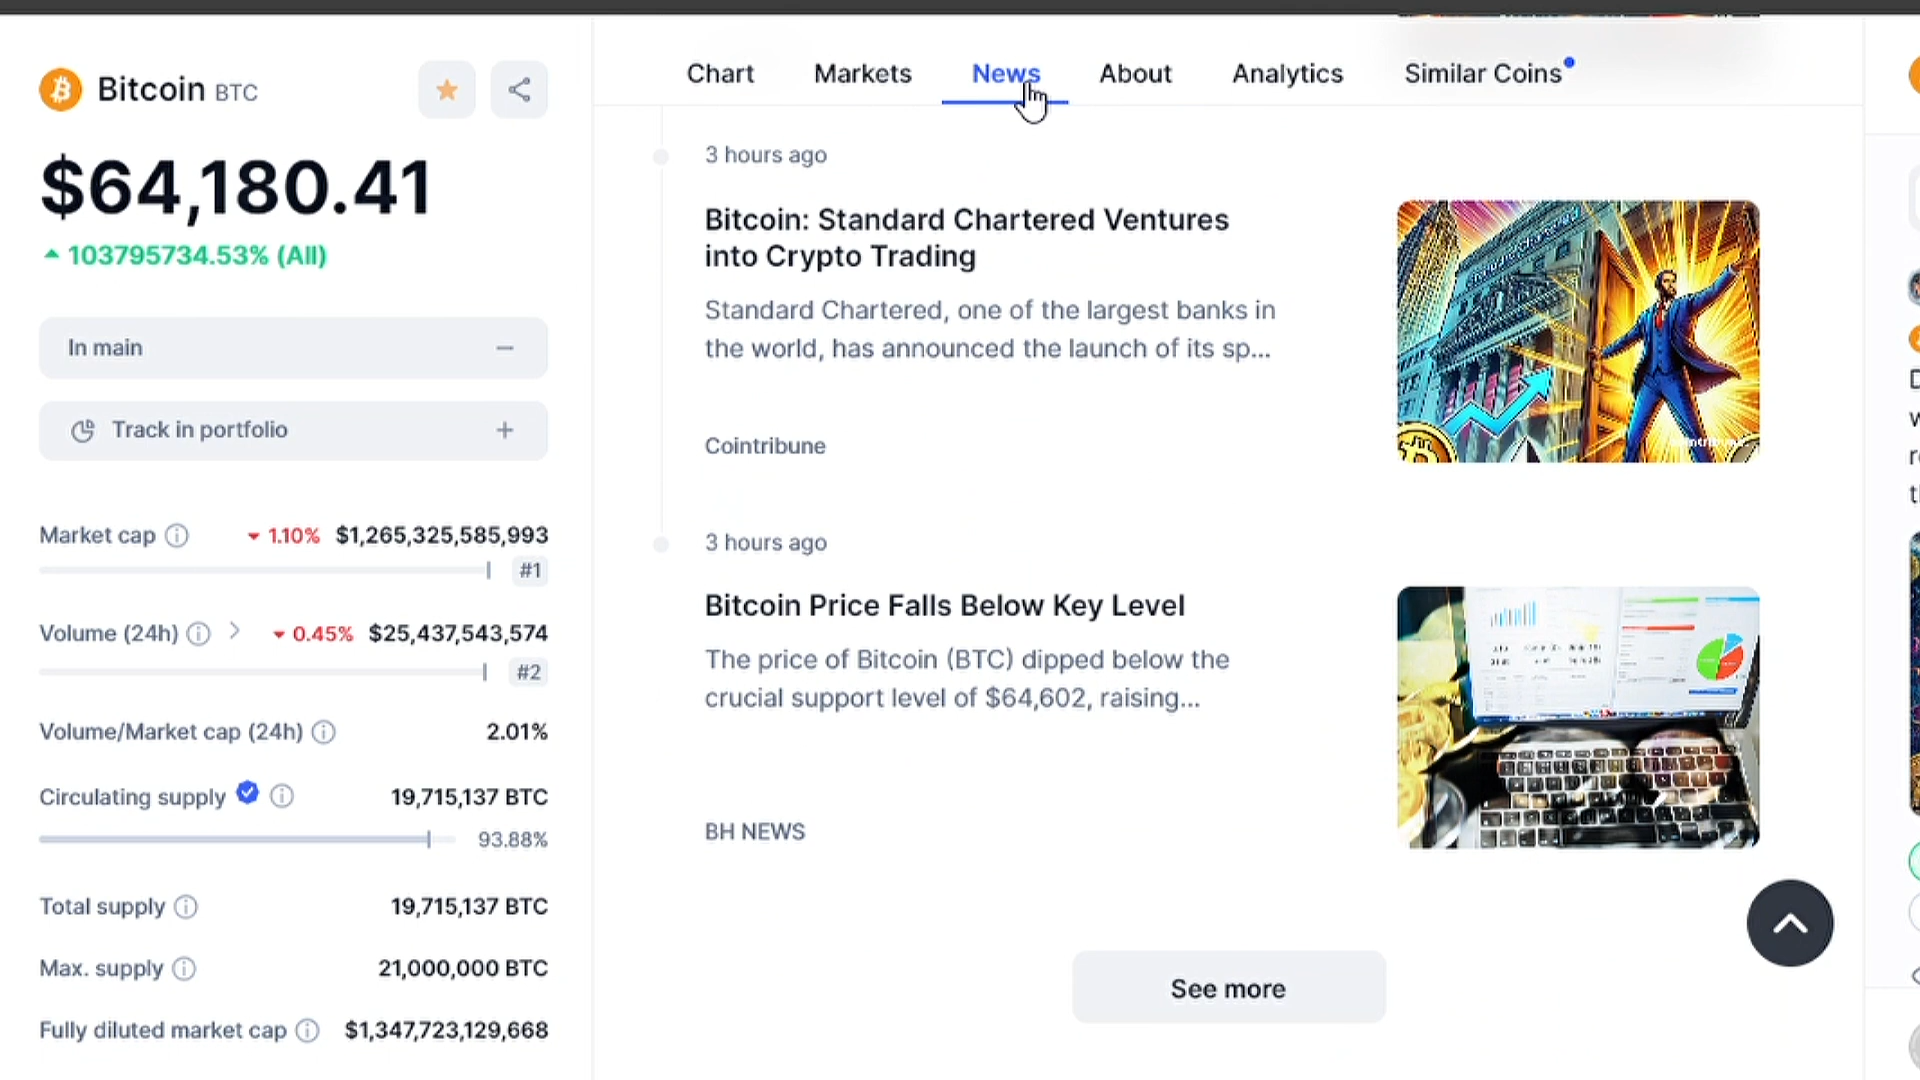 Bitcoin BTC
$64,180.41
103795734.53% (All)
In main
Track in portfolio
Market cap 1.10% $1,265,325,585,993
#1
Volume (24h) 0.45% $25,437,543,574
#2
Volume/Market cap (24h) 2.01%
Circulating supply 19,715,137 BTC
93.88%
Total supply 19,715,137 BTC
Max. supply 21,000,000 BTC
Fully diluted market cap $1,347,723,129,668
Chart Markets News About Analytics Similar Coins
3 hours ago
Bitcoin: Standard Chartered Ventures
into Crypto Trading
Standard Chartered, one of the largest banks in
the world, has announced the launch of its sp...
Cointribune
3 hours ago
Bitcoin Price Falls Below Key Level
The price of Bitcoin (BTC) dipped below the
crucial support level of $64,602, raising...
BH NEWS
See more